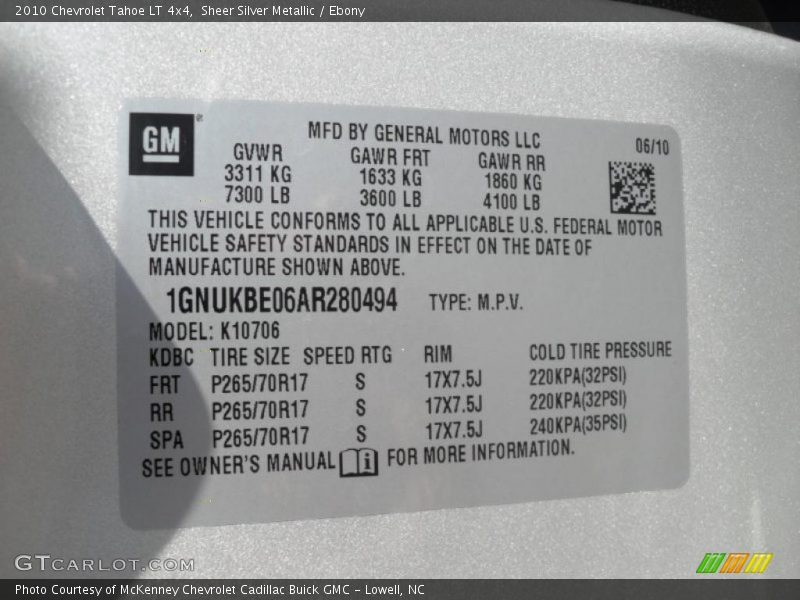 2010 Chevrolet Tahoe LT 4x4, Sheer Silver Metallic / Ebony
GM®
MFD BY GENERAL MOTORS LLC
06/10
GVWR GAWR FRT GAWR RR
3311 KG 1633 KG 1860 KG
7300 LB 3600 LB 4100 LB
THIS VEHICLE CONFORMS TO ALL APPLICABLE U.S. FEDERAL MOTOR
VEHICLE SAFETY STANDARDS IN EFFECT ON THE DATE OF
MANUFACTURE SHOWN ABOVE.
1GNUKBE06AR280494 TYPE: M.P.V.
MODEL: K10706
KDBC TIRE SIZE SPEED RTG RIM COLD TIRE PRESSURE
FRT P265/70R17 S 17X7.5J 220KPA(32PSI)
RR P265/70R17 S 17X7.5J 220KPA(32PSI)
SPA P265/70R17 S 17X7.5J 240KPA(35PSI)
SEE OWNER'S MANUAL i FOR MORE INFORMATION.
GTCARLOT.COM
Photo Courtesy of McKenney Chevrolet Cadillac Buick GMC - Lowell, NC